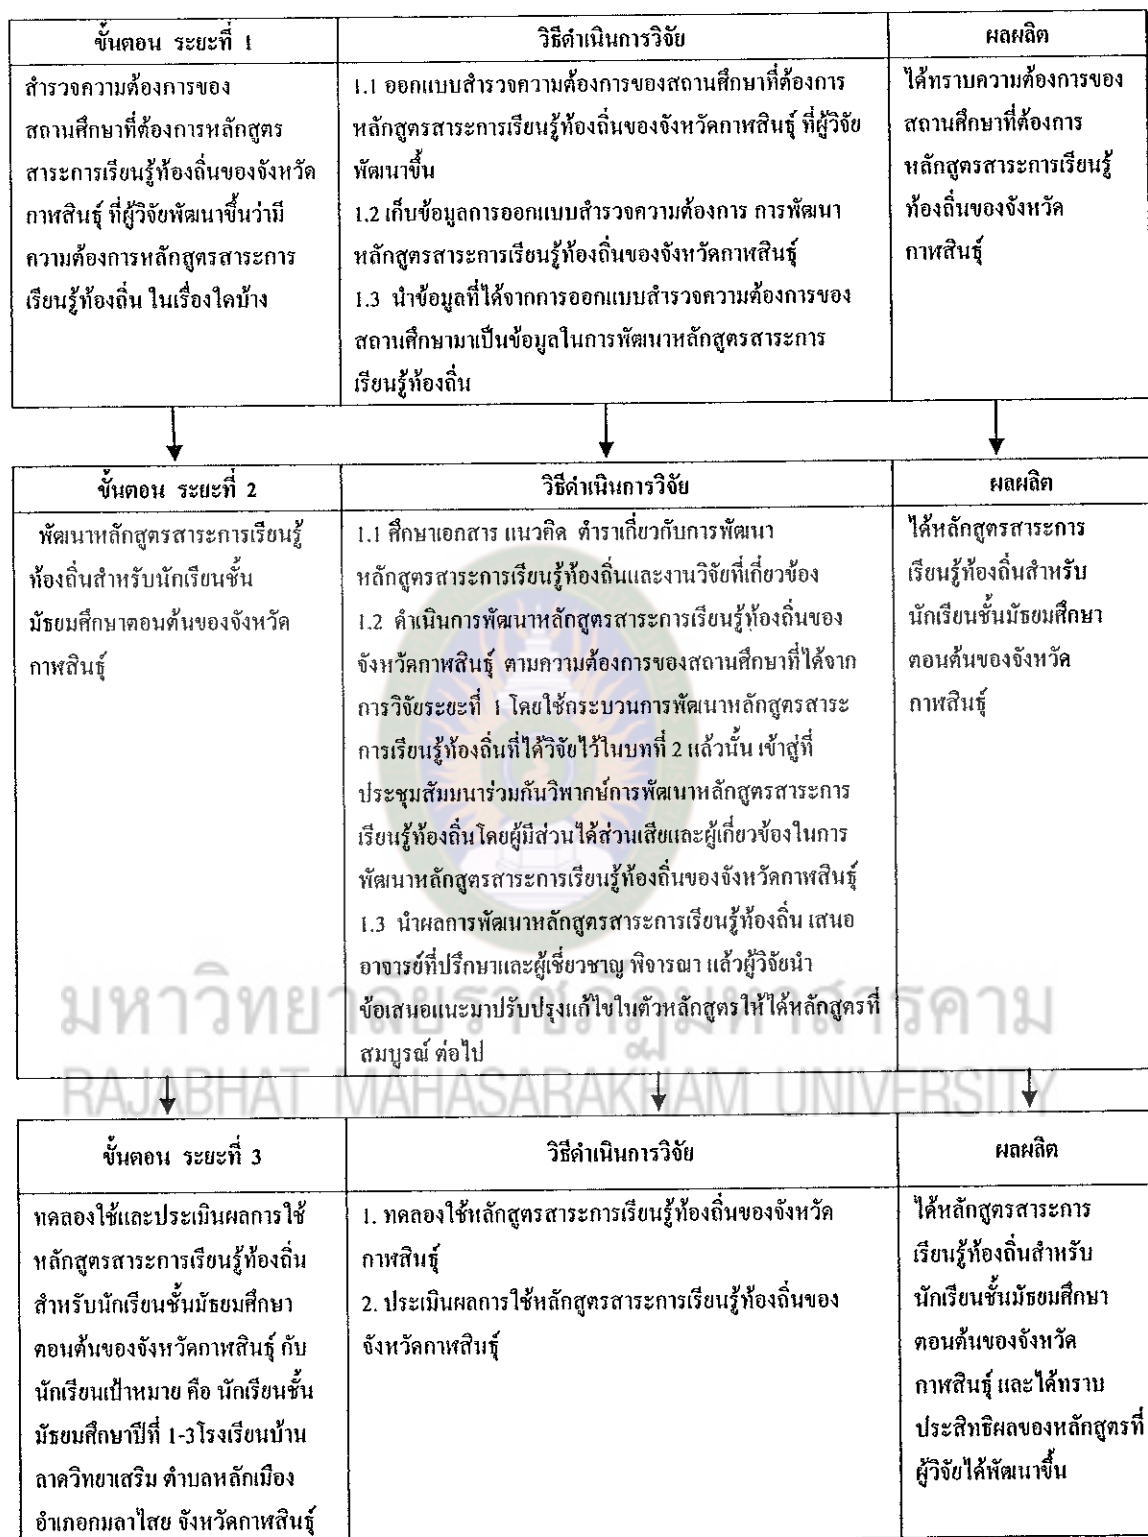 ขั้นตอน ระยะที่ 1
สำรวจความต้องการของ
สถานศึกษาที่ต้องการหลักสูตร
สาระการเรียนรู้ท้องถิ่นของจังหวัด
กาฬสินธุ์ ที่ผู้วิจัยพัฒนาขึ้นว่ามี
ความต้องการหลักสูตรสาระการ
เรียนรู้ท้องถิ่น ในเรื่องใดบ้าง
วิธีดำเนินการวิจัย
1.1 ออกแบบสำรวจความต้องการของสถานศึกษาที่ต้องการ
หลักสูตรสาระการเรียนรู้ท้องถิ่นของจังหวัดกาฬสินธุ์ ที่ผู้วิจัย
พัฒนาขึ้น
1.2 เก็บข้อมูลการออกแบบสำรวจความต้องการ การพัฒนา
หลักสูตรสาระการเรียนรู้ท้องถิ่นของจังหวัดกาฬสินธุ์
1.3 นำข้อมูลที่ได้จากการออกแบบสำรวจความต้องการของ
สถานศึกษามาเป็นข้อมูลในการพัฒนาหลักสูตรสาระการ
เรียนรู้ท้องถิ่น
ผลผลิต
ได้ทราบความต้องการของ
สถานศึกษาที่ต้องการ
หลักสูตรสาระการเรียนรู้
ท้องถิ่นของจังหวัด
กาฬสินธุ์
ขั้นตอน ระยะที่ 2
พัฒนาหลักสูตรสาระการเรียนรู้
ท้องถิ่นสำหรับนักเรียนชั้น
มัธยมศึกษาตอนต้นของจังหวัด
กาฬสินธุ์
วิธีดำเนินการวิจัย
1.1 ศึกษาเอกสาร แนวคิด ตำราเกี่ยวกับการพัฒนา
หลักสูตรสาระการเรียนรู้ท้องถิ่นและงานวิจัยที่เกี่ยวข้อง
1.2 ดำเนินการพัฒนาหลักสูตรสาระการเรียนรู้ท้องถิ่นของ
จังหวัดกาฬสินธุ์ ตามความต้องการของสถานศึกษาที่ได้จาก
การวิจัยระยะที่ 1 โดยใช้กระบวนการพัฒนาหลักสูตรสาระ
การเรียนรู้ท้องถิ่นที่ได้วิจัยไว้ในบทที่ 2 แล้วนั้น เข้าสู่ที่
ประชุมสัมมนาร่วมกันวิพากษ์การพัฒนาหลักสูตรสาระการ
เรียนรู้ท้องถิ่นโดยผู้มีส่วนได้ส่วนเสียและผู้เกี่ยวข้องในการ
พัฒนาหลักสูตรสาระการเรียนรู้ท้องถิ่นของจังหวัดกาฬสินธุ์
1.3 นำผลการพัฒนาหลักสูตรสาระการเรียนรู้ท้องถิ่น เสนอ
อาจารย์ที่ปรึกษาและผู้เชี่ยวชาญ พิจารณา แล้วผู้วิจัยนำ
ข้อเสนอแนะมาปรับปรุงแก้ไขในตัวหลักสูตรให้ได้หลักสูตรที่
สมบูรณ์ ต่อไป
ผลผลิต
ได้หลักสูตรสาระการ
เรียนรู้ท้องถิ่นสำหรับ
นักเรียนชั้นมัธยมศึกษา
ตอนต้นของจังหวัด
กาฬสินธุ์
มหาวิทยาลัยราชภัฏมหาสารคาม
RAJABHAT MAHASARAKHAM UNIVERSITY
ขั้นตอน ระยะที่ 3
ทดลองใช้และประเมินผลการใช้
หลักสูตรสาระการเรียนรู้ท้องถิ่น
สำหรับนักเรียนชั้นมัธยมศึกษา
ตอนต้นของจังหวัดกาฬสินธุ์ กับ
นักเรียนเป้าหมาย คือ นักเรียนชั้น
มัธยมศึกษาปีที่ 1-3โรงเรียนบ้าน
ลาดวิทยาเสริม ตำบลหลักเมือง
อำเภอกมลาไสย จังหวัดกาฬสินธุ์
วิธีดำเนินการวิจัย
1. ทดลองใช้หลักสูตรสาระการเรียนรู้ท้องถิ่นของจังหวัด
กาฬสินธุ์
2. ประเมินผลการใช้หลักสูตรสาระการเรียนรู้ท้องถิ่นของ
จังหวัดกาฬสินธุ์
ผลผลิต
ได้หลักสูตรสาระการ
เรียนรู้ท้องถิ่นสำหรับ
นักเรียนชั้นมัธยมศึกษา
ตอนต้นของจังหวัด
กาฬสินธุ์ และได้ทราบ
ประสิทธิผลของหลักสูตรที่
ผู้วิจัยได้พัฒนาขึ้น